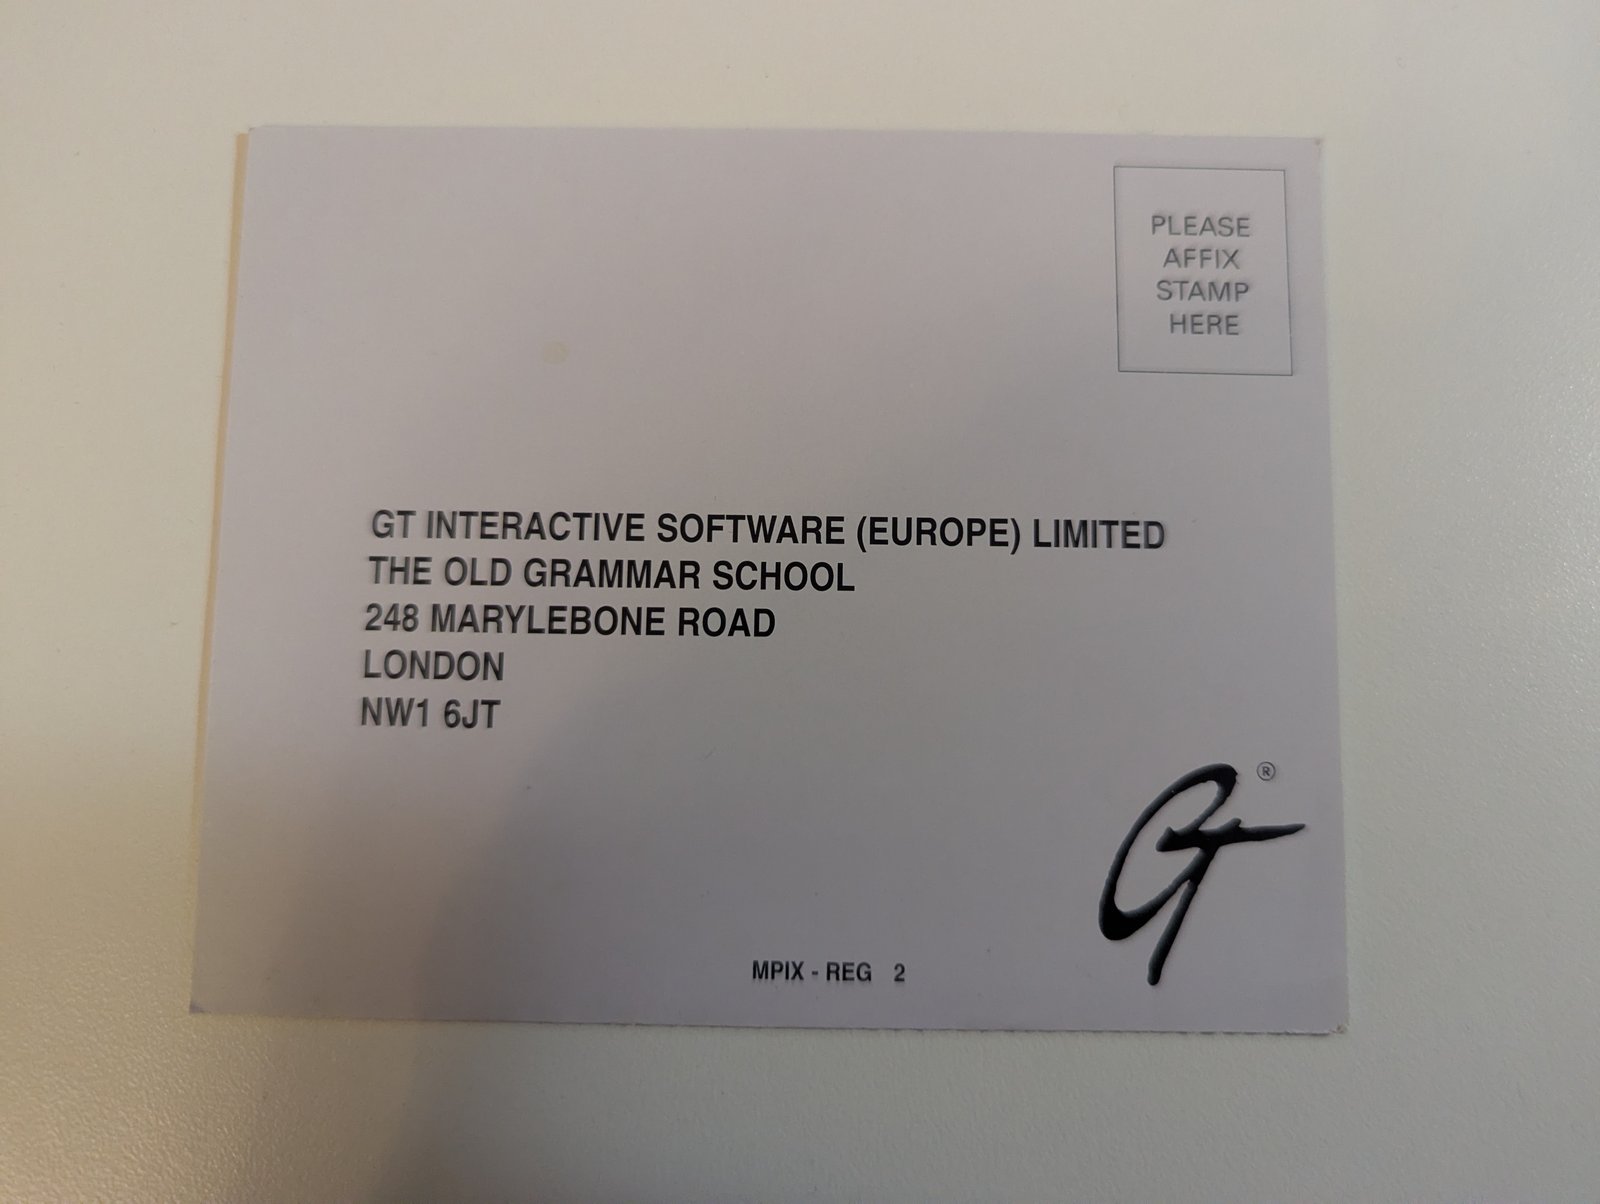 PLEASE
AFFIX
STAMP
HERE
GT INTERACTIVE SOFTWARE (EUROPE) LIMITED
THE OLD GRAMMAR SCHOOL
248 MARYLEBONE ROAD
LONDON
NW1 6JT
GT ®
MPIX - REG 2